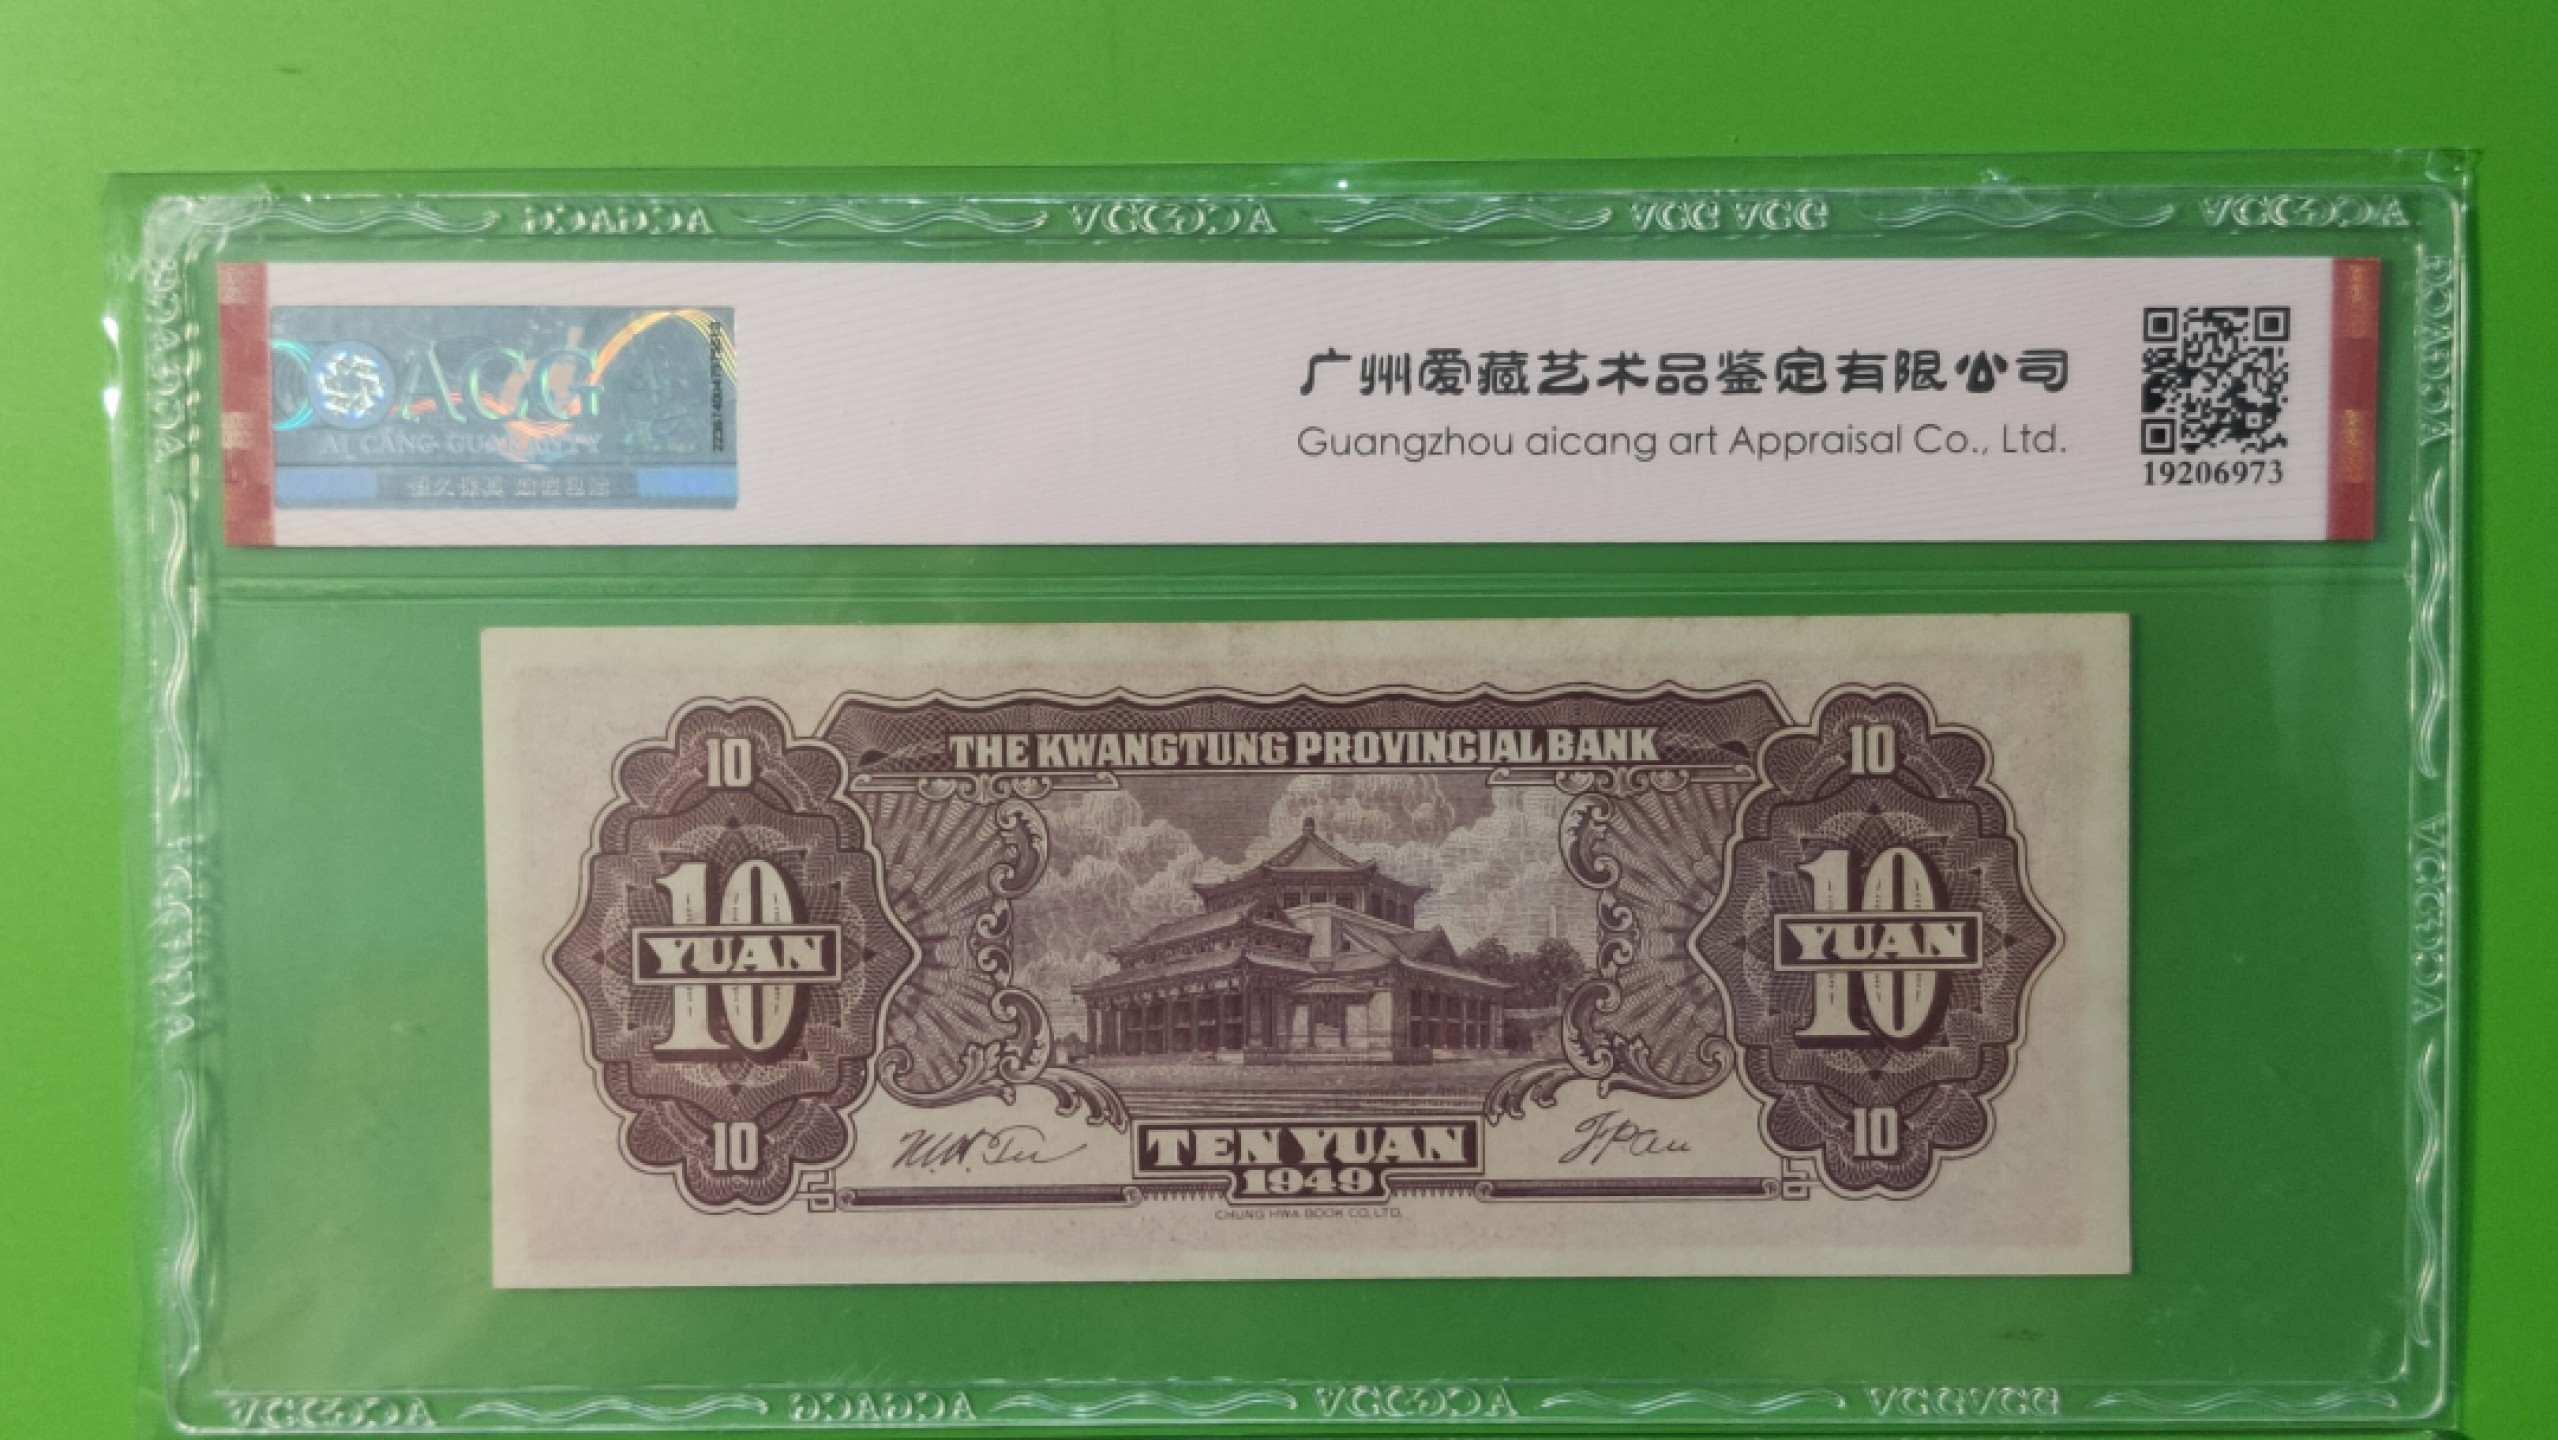 ACG
AI CANG GUARANTY
广州爱藏艺术品鉴定有限公司
Guangzhou aicang art Appraisal Co., Ltd.
19206973
THE KWANGTUNG PROVINCIAL BANK
10
10
10
YUAN
10
YUAN
10
10
TEN YUAN
1949
CHUNG HWA BOOK CO., LTD.